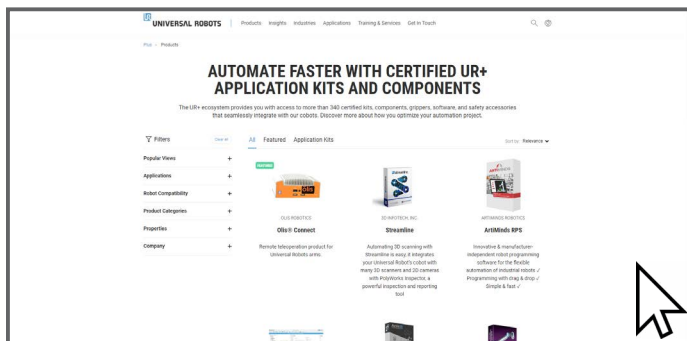 UR
UNIVERSAL ROBOTS
Products Insights Industries Applications Training & Services Get in Touch
Plus > Products
AUTOMATE FASTER WITH CERTIFIED UR+
APPLICATION KITS AND COMPONENTS
The UR+ ecosystem provides you with access to more than 340 certified kits, components, grippers, software, and safety accessories
that seamlessly integrate with our cobots. Discover more about how you optimize your automation project.
Filters
All Featured Application Kits
Sort by: Relevance
Popular Views +
Applications +
Robot Compatibility +
Product Categories +
Properties +
Company +
FEATURED
olis
Streamline
ARTIMINDS
OLIS ROBOTICS
Olis® Connect
Remote teleoperation product for
Universal Robots arms.
3D INFOTECH, INC.
Streamline
Automating 3D scanning with
Streamline is easy, it integrates
your Universal Robot's cobot with
many 3D scanners and 2D cameras
with PolyWorks Inspector, a
powerful inspection and reporting
tool
ARTIMINDS ROBOTICS
ArtiMinds RPS
Innovative & manufacturer-
independent robot programming
software for the flexible
automation of industrial robots ✓
Programming with drag & drop ✓
Simple & fast ✓